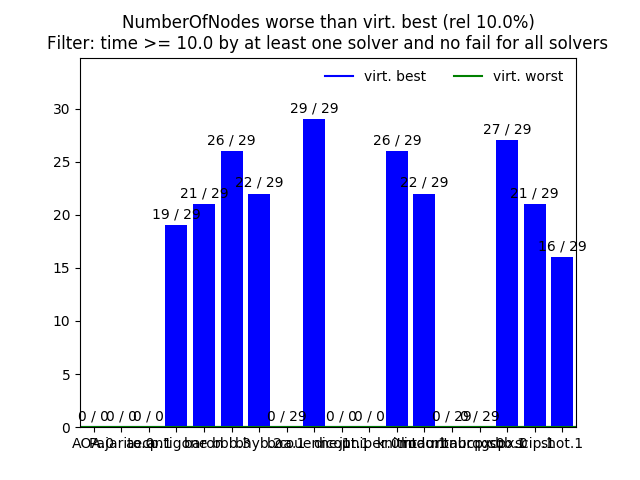 NumberOfNodes worse than virt. best (rel 10.0%)
Filter: time >= 10.0 by at least one solver and no fail for all solvers
virt. best virt. worst
30
25
20
15
10
5
0
29 / 29
27 / 29
26 / 29 26 / 29
22 / 29 22 / 29
21 / 29 21 / 29
19 / 29
16 / 29
0 / 0 0 / 0 0 / 0 0 / 29 0 / 0 0 / 0 0 / 29 0 / 29
shot.1